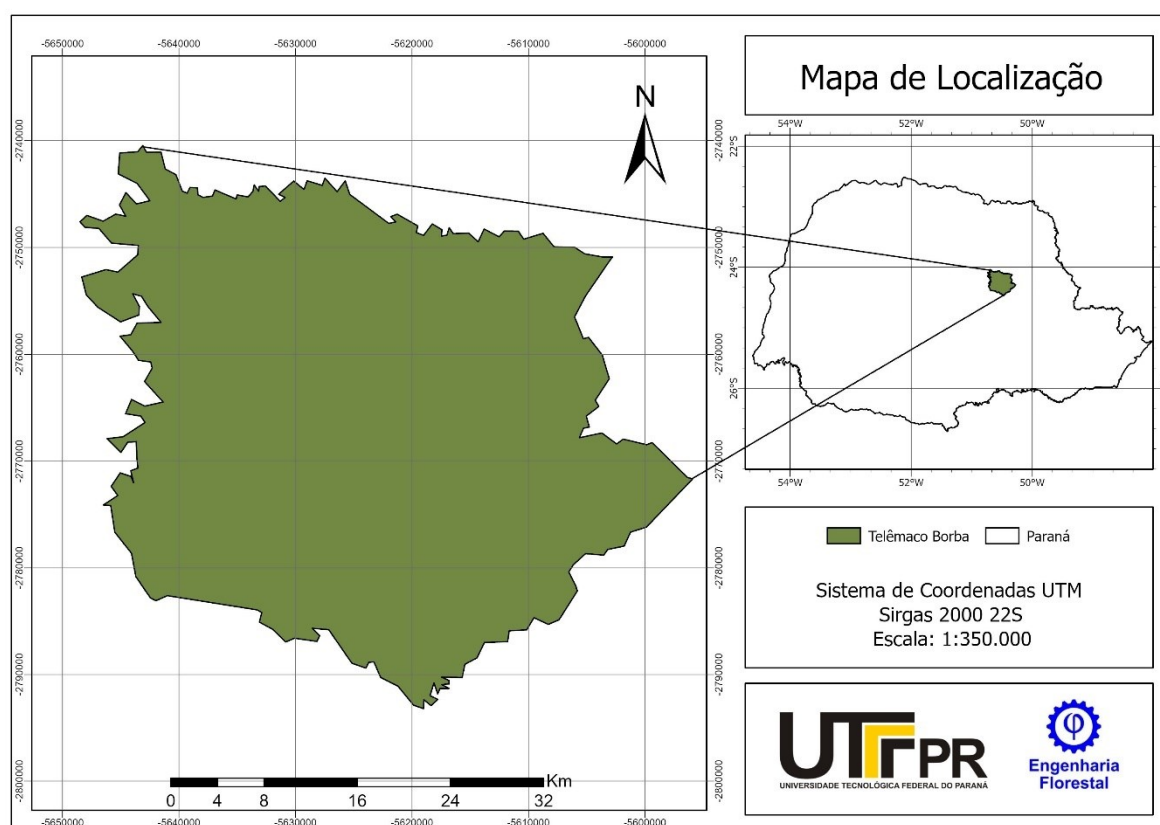 -5650000 -5640000 -5630000 -5620000 -5610000 -5600000
N
-2740000 -2740000
-2750000 -2750000
-2760000 -2760000
-2770000 -2770000
-2780000 -2780000
-2790000 -2790000
-2800000 -2800000
Km
0 4 8 16 24 32
-5650000 -5640000 -5630000 -5620000 -5610000 -5600000
Mapa de Localização
54°W 52°W 50°W
22°S 22°S
24°S 24°S
26°S 26°S
54°W 52°W 50°W
Telêmaco Borba Paraná
Sistema de Coordenadas UTM
Sirgas 2000 22S
Escala: 1:350.000
UTFPR
UNIVERSIDADE TECNOLÓGICA FEDERAL DO PARANÁ
φ
Engenharia
Florestal